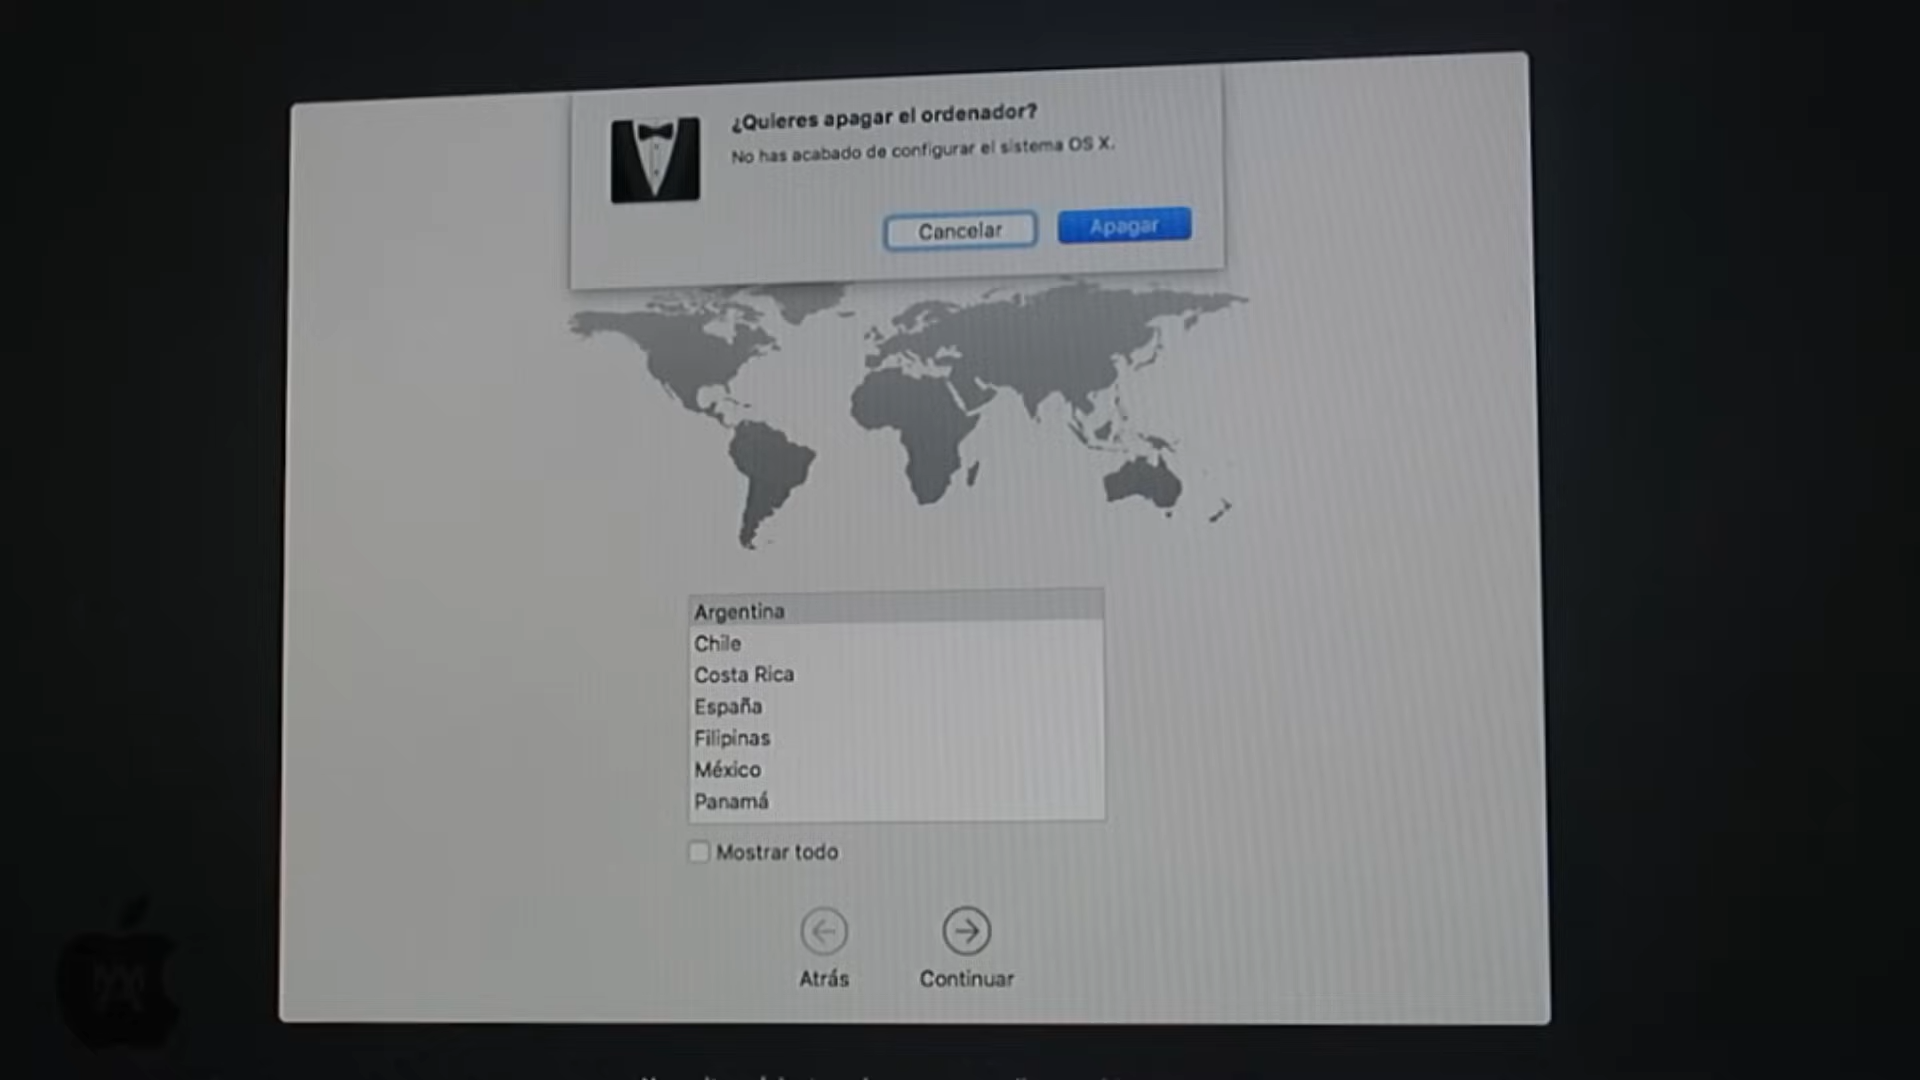 ¿Quieres apagar el ordenador?
No has acabado de configurar el sistema OS X.
Cancelar
Apagar
Argentina
Chile
Costa Rica
España
Filipinas
México
Panamá
Mostrar todo
Atrás
Continuar